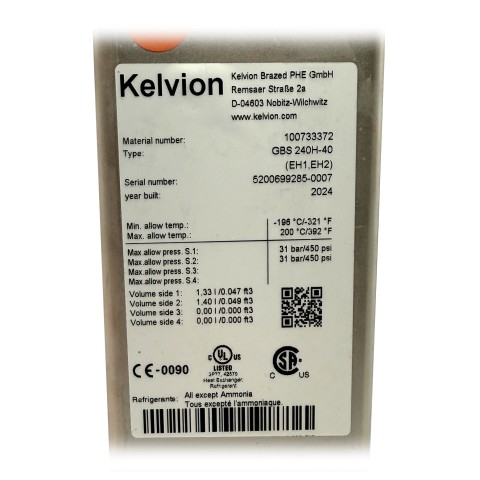 Kelvion
Kelvion Brazed PHE GmbH
Remsaer Straße 2a
D-04603 Nobitz-Wilchwitz
www.kelvion.com
Material number: 100733372
Type: GBS 240H-40
(EH1,EH2)
Serial number: 5200699285-0007
year built: 2024
Min. allow temp.: -196 °C/-321 °F
Max. allow temp.: 200 °C/392 °F
Max.allow press. S.1: 31 bar/450 psi
Max.allow press. S.2: 31 bar/450 psi
Max.allow press. S.3:
Max.allow press. S.4:
Volume side 1: 1,33 l/0.047 ft3
Volume side 2: 1,40 l/0.049 ft3
Volume side 3: 0,00 l/0.000 ft3
Volume side 4: 0,00 l/0.000 ft3
CE-0090
C UL US
LISTED
Heat Exchanger
Refrigerant
C SA US
Refrigerants: All except Ammonia
Tous excepté l'ammoniaque.